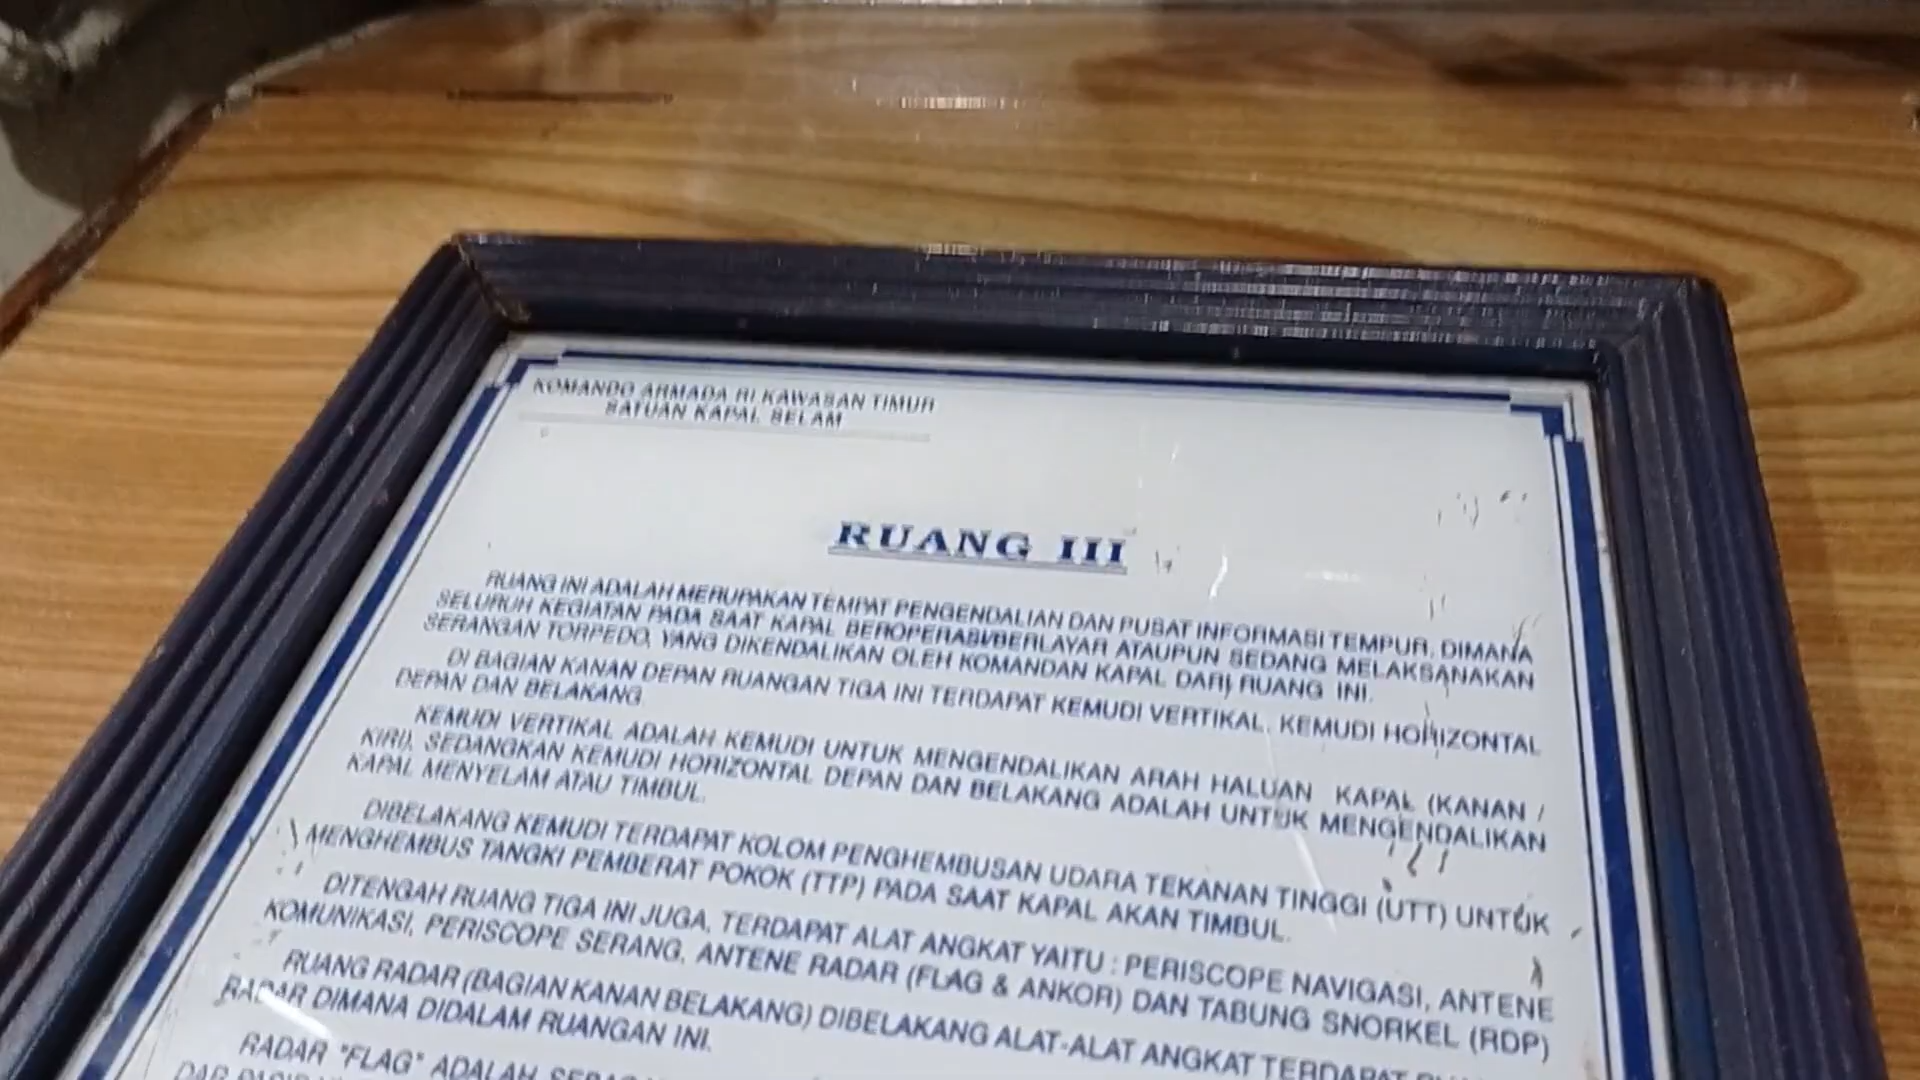 KOMANDO ARMADA RI KAWASAN TIMUR
SATUAN KAPAL SELAM
RUANG III
RUANG INI ADALAH MERUPAKAN TEMPAT PENGENDALIAN DAN PUSAT INFORMASI TEMPUR, DIMANA
SELURUH KEGIATAN PADA SAAT KAPAL BEROPERASI/BERLAYAR ATAUPUN SEDANG MELAKSANAKAN
SERANGAN TORPEDO, YANG DIKENDALIKAN OLEH KOMANDAN KAPAL DARI RUANG INI.
DI BAGIAN KANAN DEPAN RUANGAN TIGA INI TERDAPAT KEMUDI VERTIKAL, KEMUDI HORIZONTAL
DEPAN DAN BELAKANG.
KEMUDI VERTIKAL ADALAH KEMUDI UNTUK MENGENDALIKAN ARAH HALUAN KAPAL (KANAN /
KIRI), SEDANGKAN KEMUDI HORIZONTAL DEPAN DAN BELAKANG ADALAH UNTUK MENGENDALIKAN
KAPAL MENYELAM ATAU TIMBUL.
DIBELAKANG KEMUDI TERDAPAT KOLOM PENGHEMBUSAN UDARA TEKANAN TINGGI (UTT) UNTUK
MENGHEMBUS TANGKI PEMBERAT POKOK (TTP) PADA SAAT KAPAL AKAN TIMBUL.
DITENGAH RUANG TIGA INI JUGA, TERDAPAT ALAT ANGKAT YAITU : PERISCOPE NAVIGASI, ANTENE
KOMUNIKASI, PERISCOPE SERANG, ANTENE RADAR (FLAG & ANKOR) DAN TABUNG SNORKEL (RDP)
RUANG RADAR (BAGIAN KANAN BELAKANG) DIBELAKANG ALAT-ALAT ANGKAT TERDAPAT
RADAR DIMANA DIDALAM RUANGAN INI.
RADAR "FLAG" ADALAH